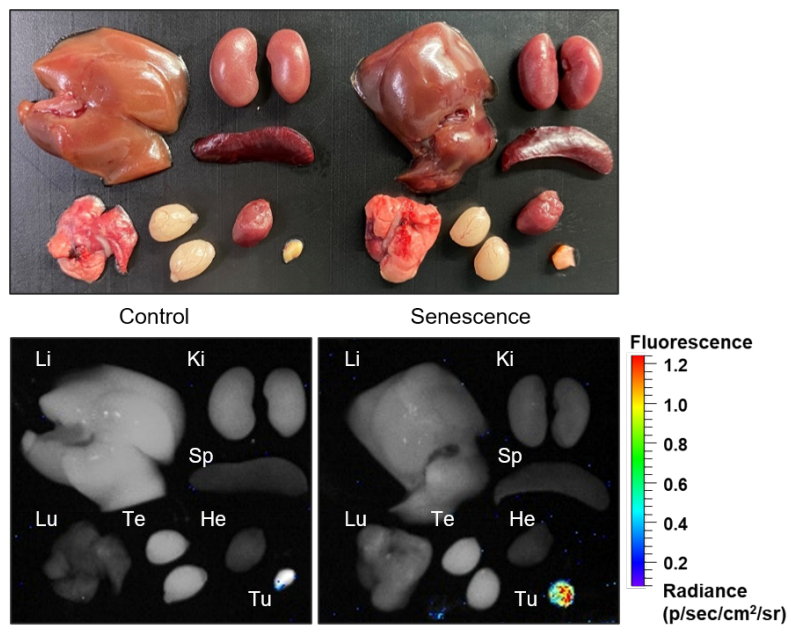 Control
Senescence
Li
Ki
Sp
Lu
Te
He
Tu
Li
Ki
Sp
Lu
Te
He
Tu
Fluorescence
1.2
1.0
0.8
0.6
0.4
0.2
Radiance
(p/sec/cm²/sr)